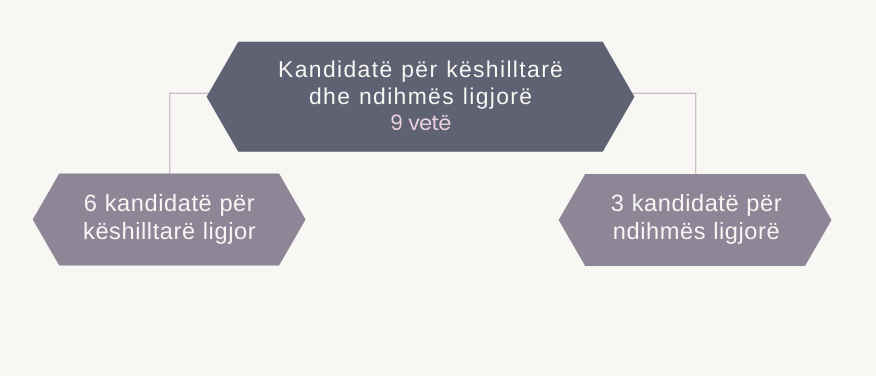 Kandidatë për këshilltarë
dhe ndihmës ligjorë
9 vetë
6 kandidatë për
këshilltarë ligjor
3 kandidatë për
ndihmës ligjorë